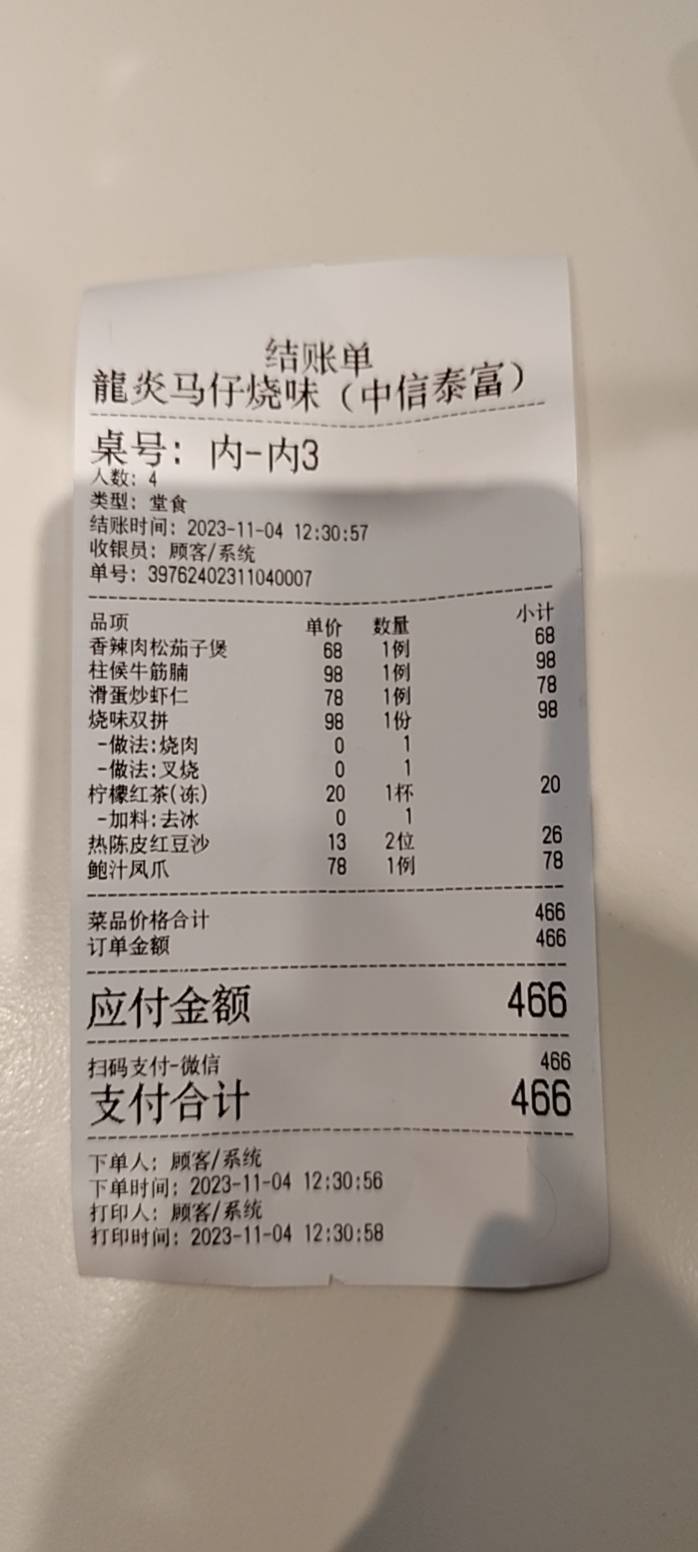 结账单
龍炎马仔烧味（中信泰富）
桌号: 内-内3
人数: 4
类型: 堂食
结账时间: 2023-11-04 12:30:57
收银员: 顾客/系统
单号: 39762402311040007
品项 单价 数量 小计
香辣肉松茄子煲 68 1例 68
柱候牛筋腩 98 1例 98
滑蛋炒虾仁 78 1例 78
烧味双拼 98 1份 98
-做法:烧肉 0 1
-做法:叉烧 0 1
柠檬红茶(冻) 20 1杯 20
-加料:去冰 0 1
热陈皮红豆沙 13 2位 26
鲍汁凤爪 78 1例 78
菜品价格合计 466
订单金额 466
应付金额 466
扫码支付-微信 466
支付合计 466
下单人: 顾客/系统
下单时间: 2023-11-04 12:30:56
打印人: 顾客/系统
打印时间: 2023-11-04 12:30:58